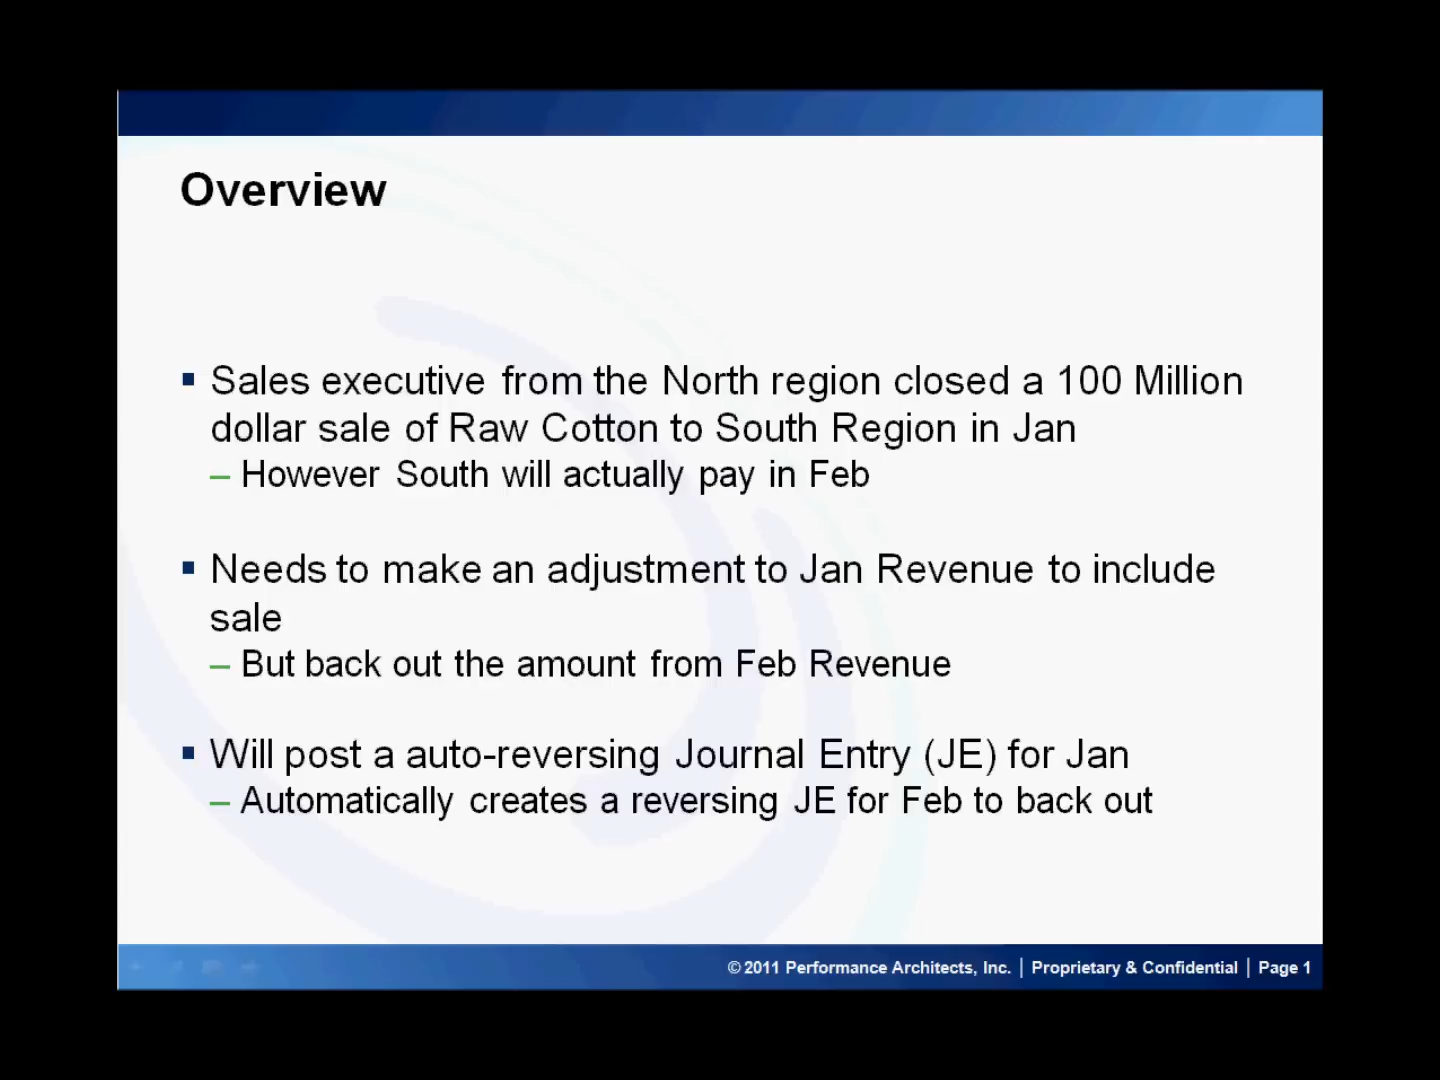 Overview
▪ Sales executive from the North region closed a 100 Million
dollar sale of Raw Cotton to South Region in Jan
– However South will actually pay in Feb
▪ Needs to make an adjustment to Jan Revenue to include
sale
– But back out the amount from Feb Revenue
▪ Will post a auto-reversing Journal Entry (JE) for Jan
– Automatically creates a reversing JE for Feb to back out
© 2011 Performance Architects, Inc. | Proprietary & Confidential | Page 1